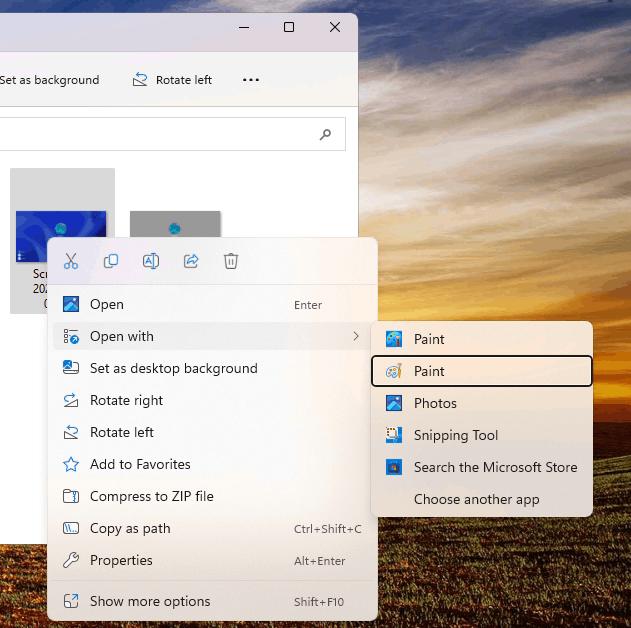 Set as background
Rotate left
Scr
202
Open
Enter
Open with
Set as desktop background
Rotate right
Rotate left
Add to Favorites
Compress to ZIP file
Copy as path
Ctrl+Shift+C
Properties
Alt+Enter
Show more options
Shift+F10
Paint
Paint
Photos
Snipping Tool
Search the Microsoft Store
Choose another app